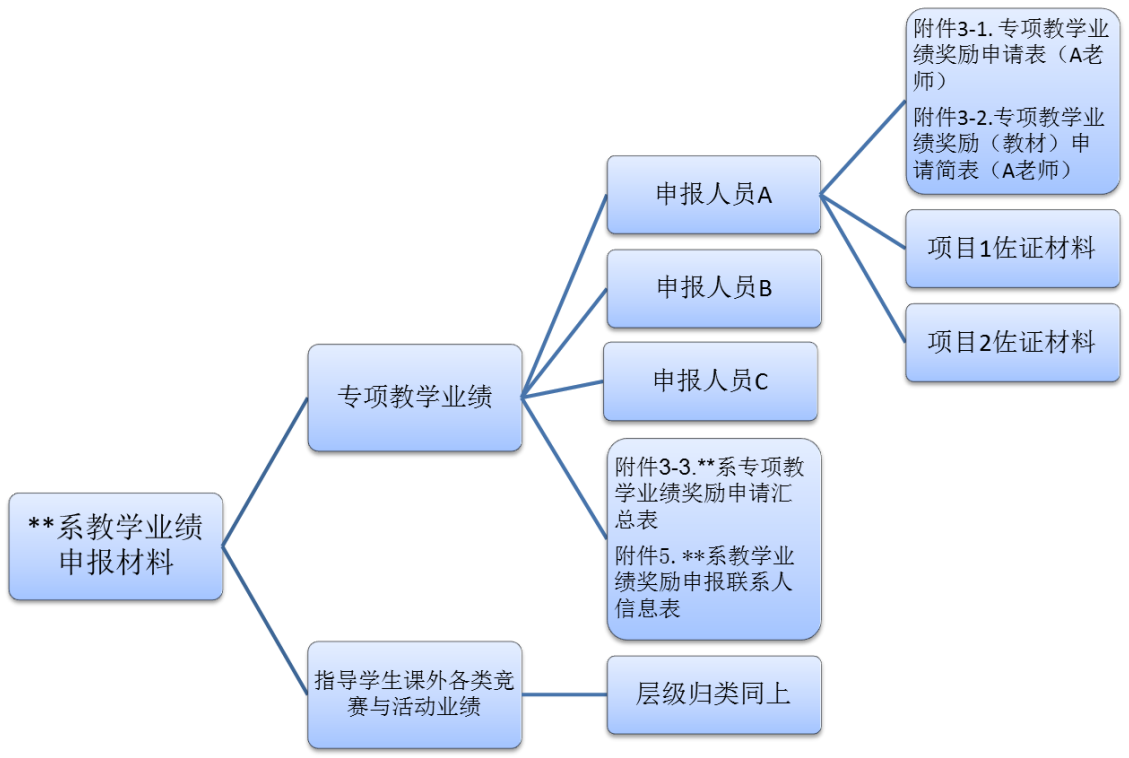 附件3-1. 专项教学业
绩奖励申请表（A老
师）
附件3-2.专项教学业
绩奖励（教材）申
请简表（A老师）
申报人员A
项目1佐证材料
申报人员B
项目2佐证材料
申报人员C
专项教学业绩
附件3-3.**系专项教
学业绩奖励申请汇
总表
附件5. **系教学业
绩奖励申报联系人
信息表
**系教学业绩
申报材料
指导学生课外各类竞
赛与活动业绩
层级归类同上